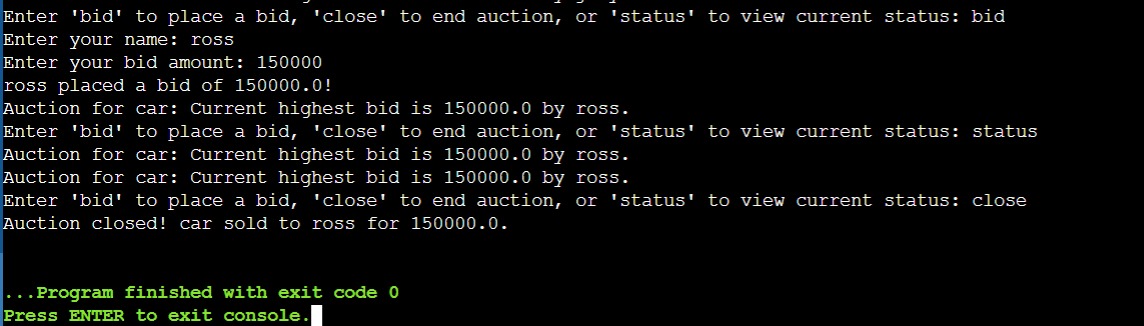 Enter 'bid' to place a bid, 'close' to end auction, or 'status' to view current status: bid
Enter your name: ross
Enter your bid amount: 150000
ross placed a bid of 150000.0!
Auction for car: Current highest bid is 150000.0 by ross.
Enter 'bid' to place a bid, 'close' to end auction, or 'status' to view current status: status
Auction for car: Current highest bid is 150000.0 by ross.
Auction for car: Current highest bid is 150000.0 by ross.
Enter 'bid' to place a bid, 'close' to end auction, or 'status' to view current status: close
Auction closed! car sold to ross for 150000.0.
...Program finished with exit code 0
Press ENTER to exit console.